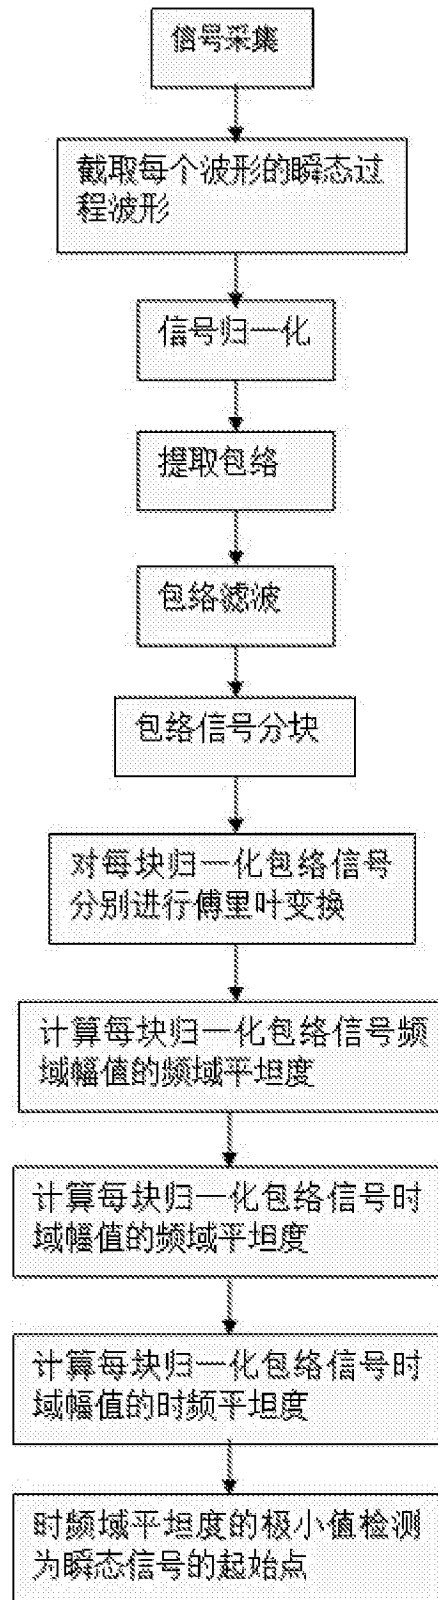 信号采集
截取每个波形的瞬态过
程波形
信号归一化
提取包络
包络滤波
包络信号分块
对每块归一化包络信号
分别进行傅里叶变换
计算每块归一化包络信号频
域幅值的频域平坦度
计算每块归一化包络信号时
域幅值的频域平坦度
计算每块归一化包络信号时
域幅值的时频平坦度
时频域平坦度的极小值检测
为瞬态信号的起始点